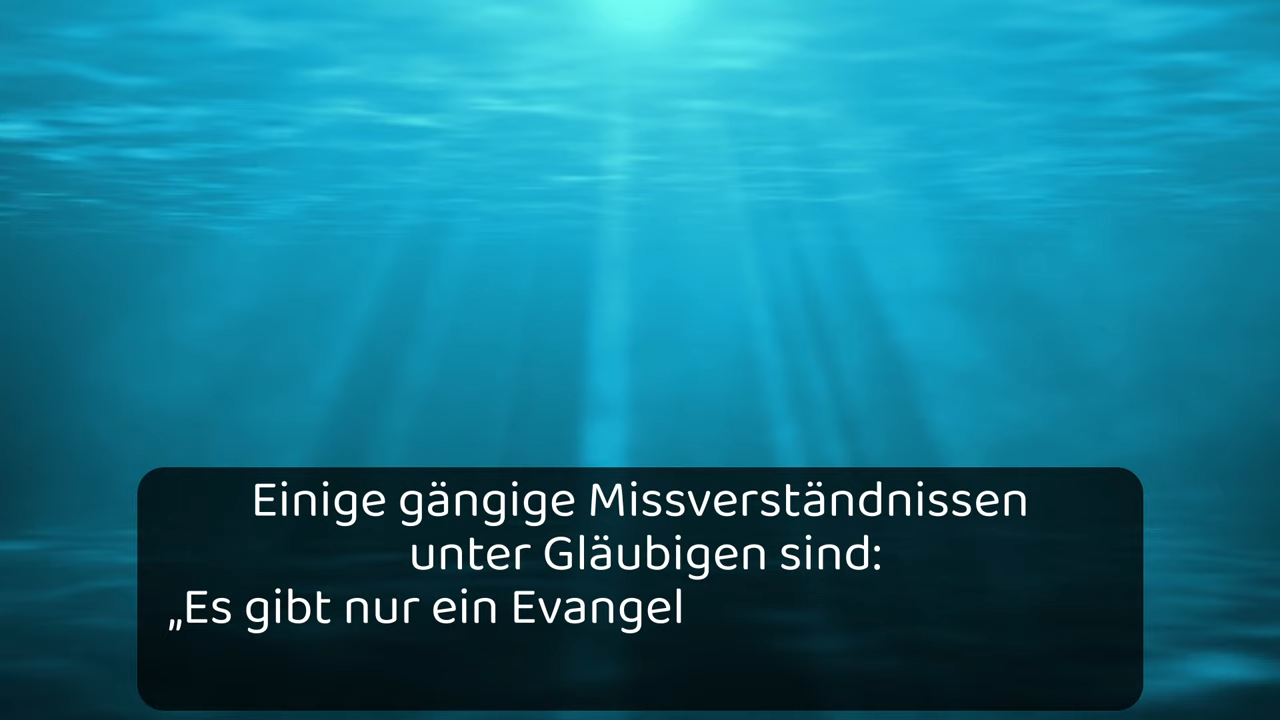 Einige gängige Missverständnissen
unter Gläubigen sind:
„Es gibt nur ein Evangel